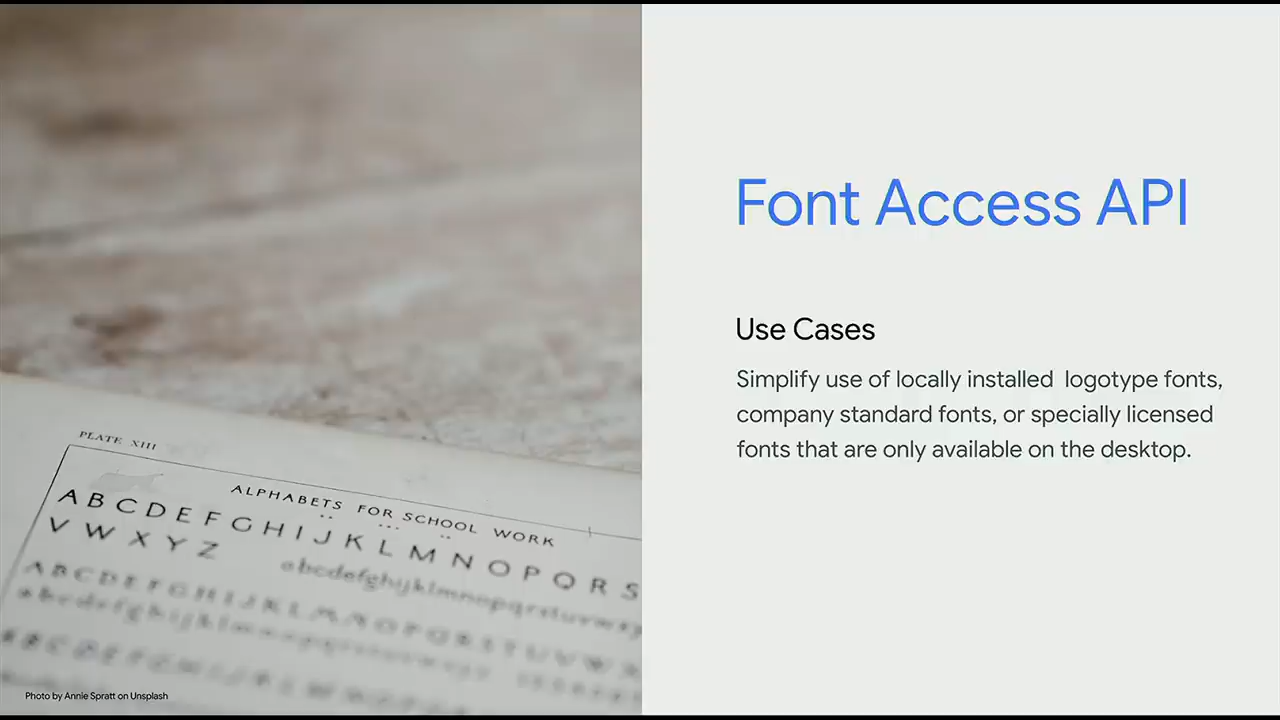 Font Access API
Use Cases
Simplify use of locally installed  logotype fonts,
company standard fonts, or specially licensed
fonts that are only available on the desktop.
PLATE XIII
ALPHABETS FOR SCHOOL WORK
A B C D E F G H I J K L M N O P Q R S
V W X Y Z
abcdefghijklmnopqrstuvwxy
Photo by Annie Spratt on Unsplash